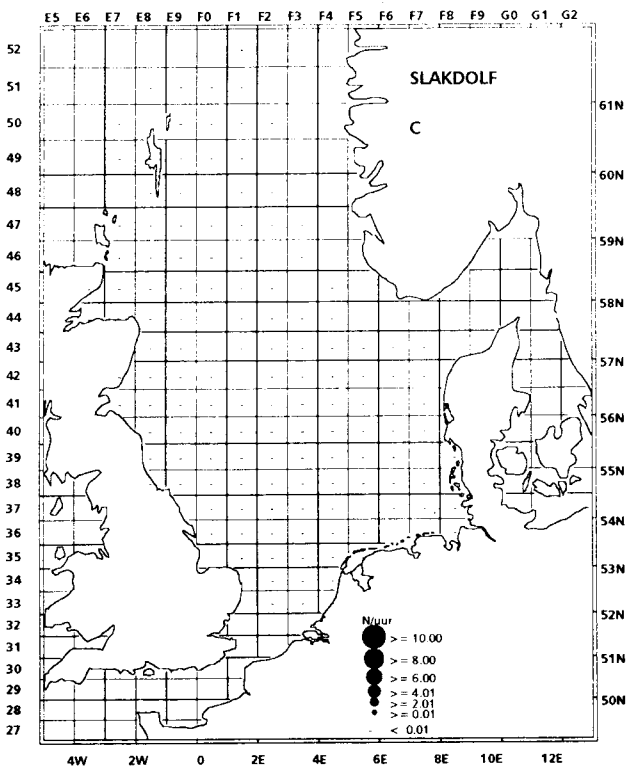 E5 E6 E7 E8 E9 F0 F1 F2 F3 F4 F5 F6 F7 F8 F9 G0 G1 G2
52
51
50
49
48
47
46
45
44
43
42
41
40
39
38
37
36
35
34
33
32
31
30
29
28
27
SLAKDOLF
C
61N
60N
59N
58N
57N
56N
55N
54N
53N
52N
51N
50N
N/uur
>= 10.00
>= 8.00
>= 6.00
>= 4.01
>= 2.01
>= 0.01
< 0.01
4W 2W 0 2E 4E 6E 8E 10E 12E